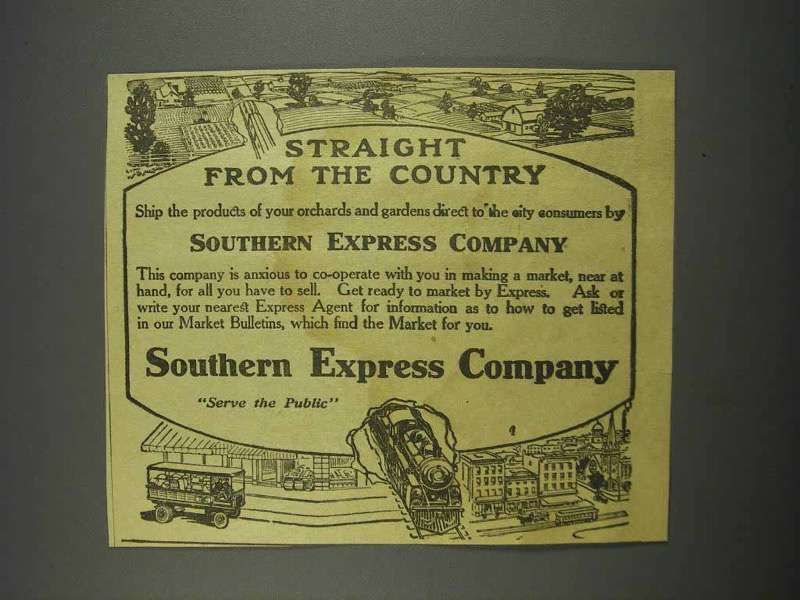 STRAIGHT
FROM THE COUNTRY
Ship the products of your orchards and gardens direct to the city consumers by
SOUTHERN EXPRESS COMPANY
This company is anxious to co-operate with you in making a market, near at
hand, for all you have to sell. Get ready to market by Express. Ask or
write your nearest Express Agent for information as to how to get listed
in our Market Bulletins, which find the Market for you.
Southern Express Company
"Serve the Public"